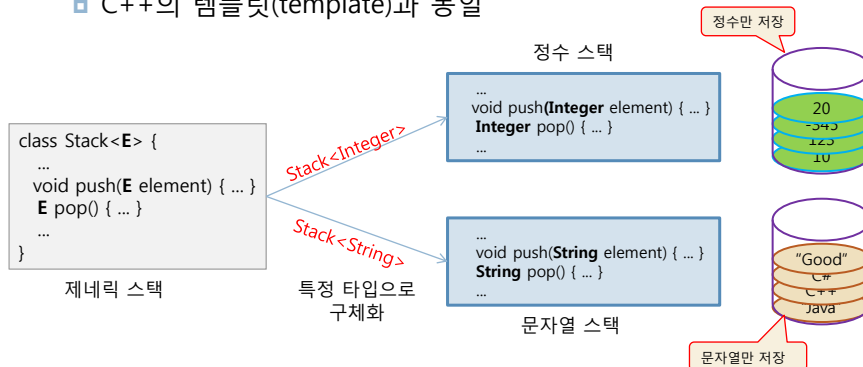 C++의 템플릿(template)과 동일
정수만 저장
정수 스택
...
void push(Integer element) { ... }
Integer pop() { ... }
...
20
-345
123
10
class Stack<E> {
...
void push(E element) { ... }
E pop() { ... }
...
}
Stack<Integer>
Stack<String>
...
void push(String element) { ... }
String pop() { ... }
...
"Good"
C#
C++
Java
제네릭 스택
특정 타입으로
구체화
문자열 스택
문자열만 저장